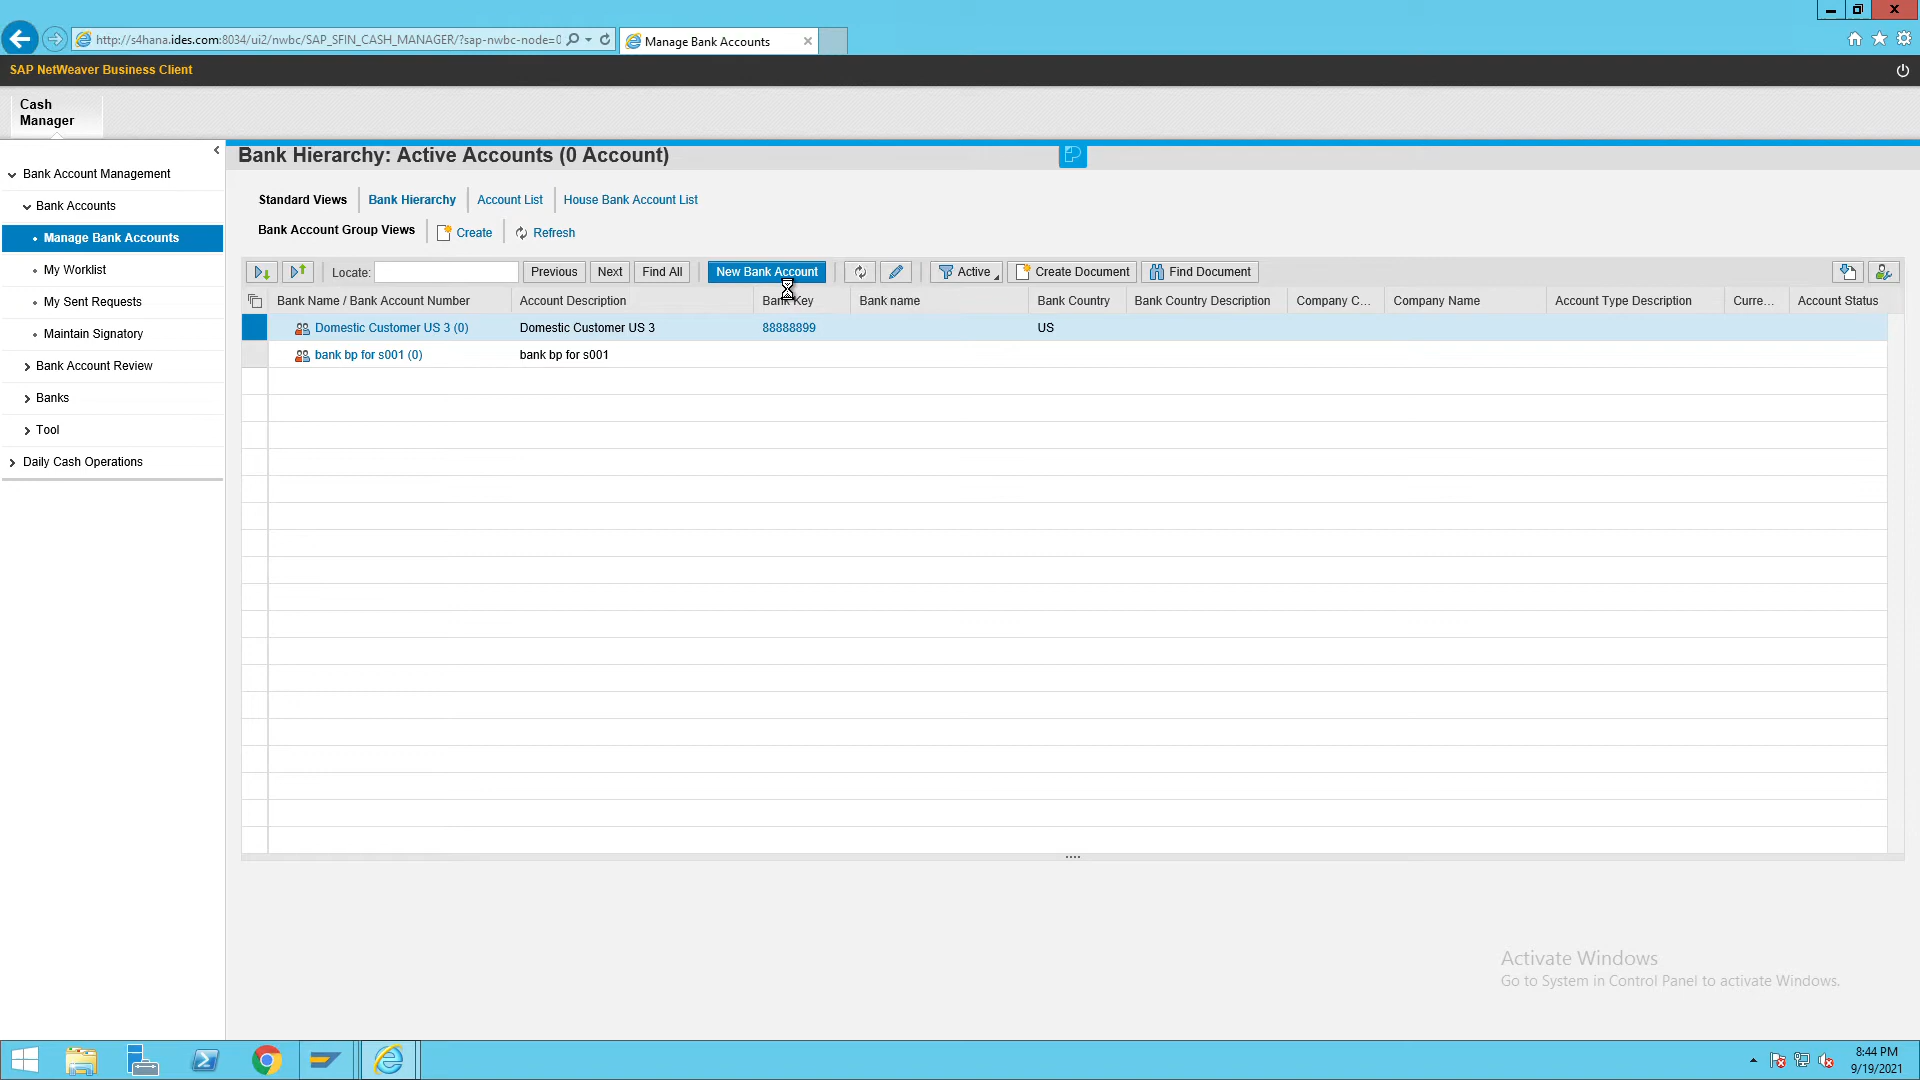 http://s4hana.ides.com:8034/ui2/nwbc/SAP_SFIN_CASH_MANAGER/?sap-nwbc-node=0
Manage Bank Accounts
SAP NetWeaver Business Client
Cash
Manager
Bank Account Management
Bank Accounts
Manage Bank Accounts
My Worklist
My Sent Requests
Maintain Signatory
Bank Account Review
Banks
Tool
Daily Cash Operations
Bank Hierarchy: Active Accounts (0 Account)
Standard Views Bank Hierarchy Account List House Bank Account List
Bank Account Group Views Create Refresh
Locate: Previous Next Find All New Bank Account Active Create Document Find Document
Bank Name / Bank Account Number Account Description Bank Key Bank name Bank Country Bank Country Description Company C... Company Name Account Type Description Curre... Account Status
Domestic Customer US 3 (0) Domestic Customer US 3 88888899 US
bank bp for s001 (0) bank bp for s001
Activate Windows
Go to System in Control Panel to activate Windows.
8:44 PM
9/19/2021